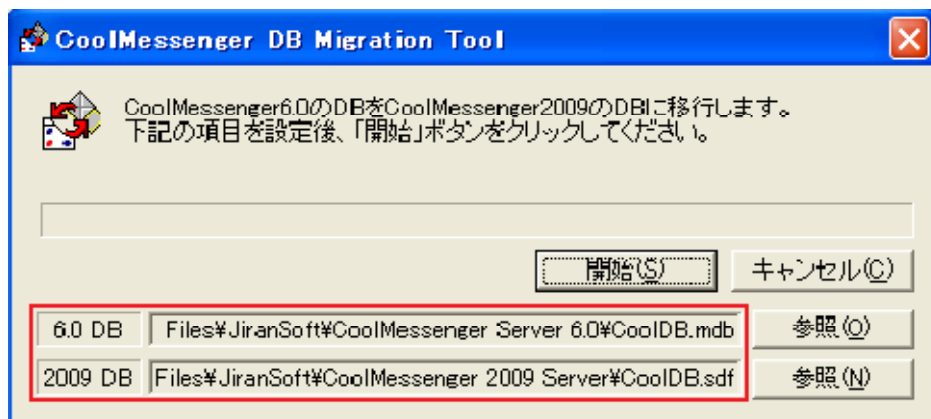 CoolMessenger DB Migration Tool
CoolMessenger6.0のDBをCoolMessenger2009のDBに移行します。
下記の項目を設定後、「開始」ボタンをクリックしてください。
開始(S)
キャンセル(C)
6.0 DB
Files¥JiranSoft¥CoolMessenger Server 6.0¥CoolDB.mdb
参照(O)
2009 DB
Files¥JiranSoft¥CoolMessenger 2009 Server¥CoolDB.sdf
参照(N)